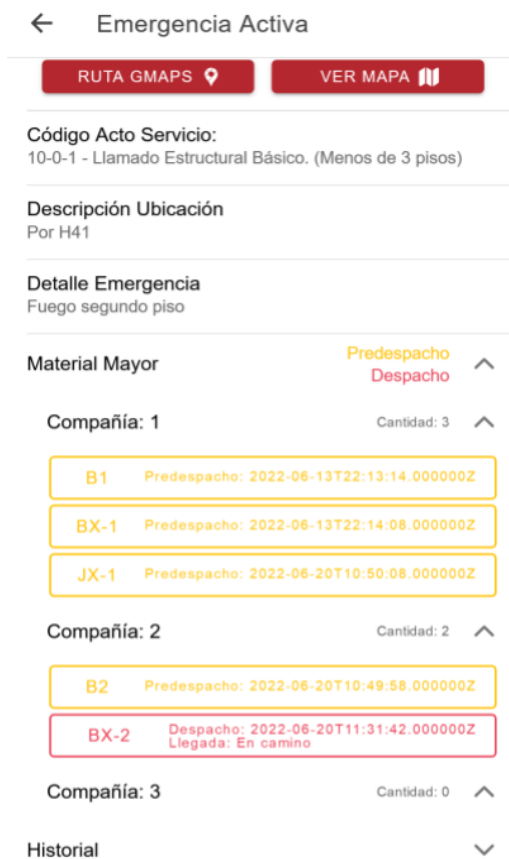 Emergencia Activa
RUTA GMAPS
VER MAPA
Código Acto Servicio:
10-0-1 - Llamado Estructural Básico. (Menos de 3 pisos)
Descripción Ubicación
Por H41
Detalle Emergencia
Fuego segundo piso
Material Mayor
Predespacho
Despacho
Compañía: 1
Cantidad: 3
B1 Predespacho: 2022-06-13T22:13:14.000000Z
BX-1 Predespacho: 2022-06-13T22:14:08.000000Z
JX-1 Predespacho: 2022-06-20T10:50:08.000000Z
Compañía: 2
Cantidad: 2
B2 Predespacho: 2022-06-20T10:49:58.000000Z
BX-2 Despacho: 2022-06-20T11:31:42.000000Z
Llegada: En camino
Compañía: 3
Cantidad: 0
Historial